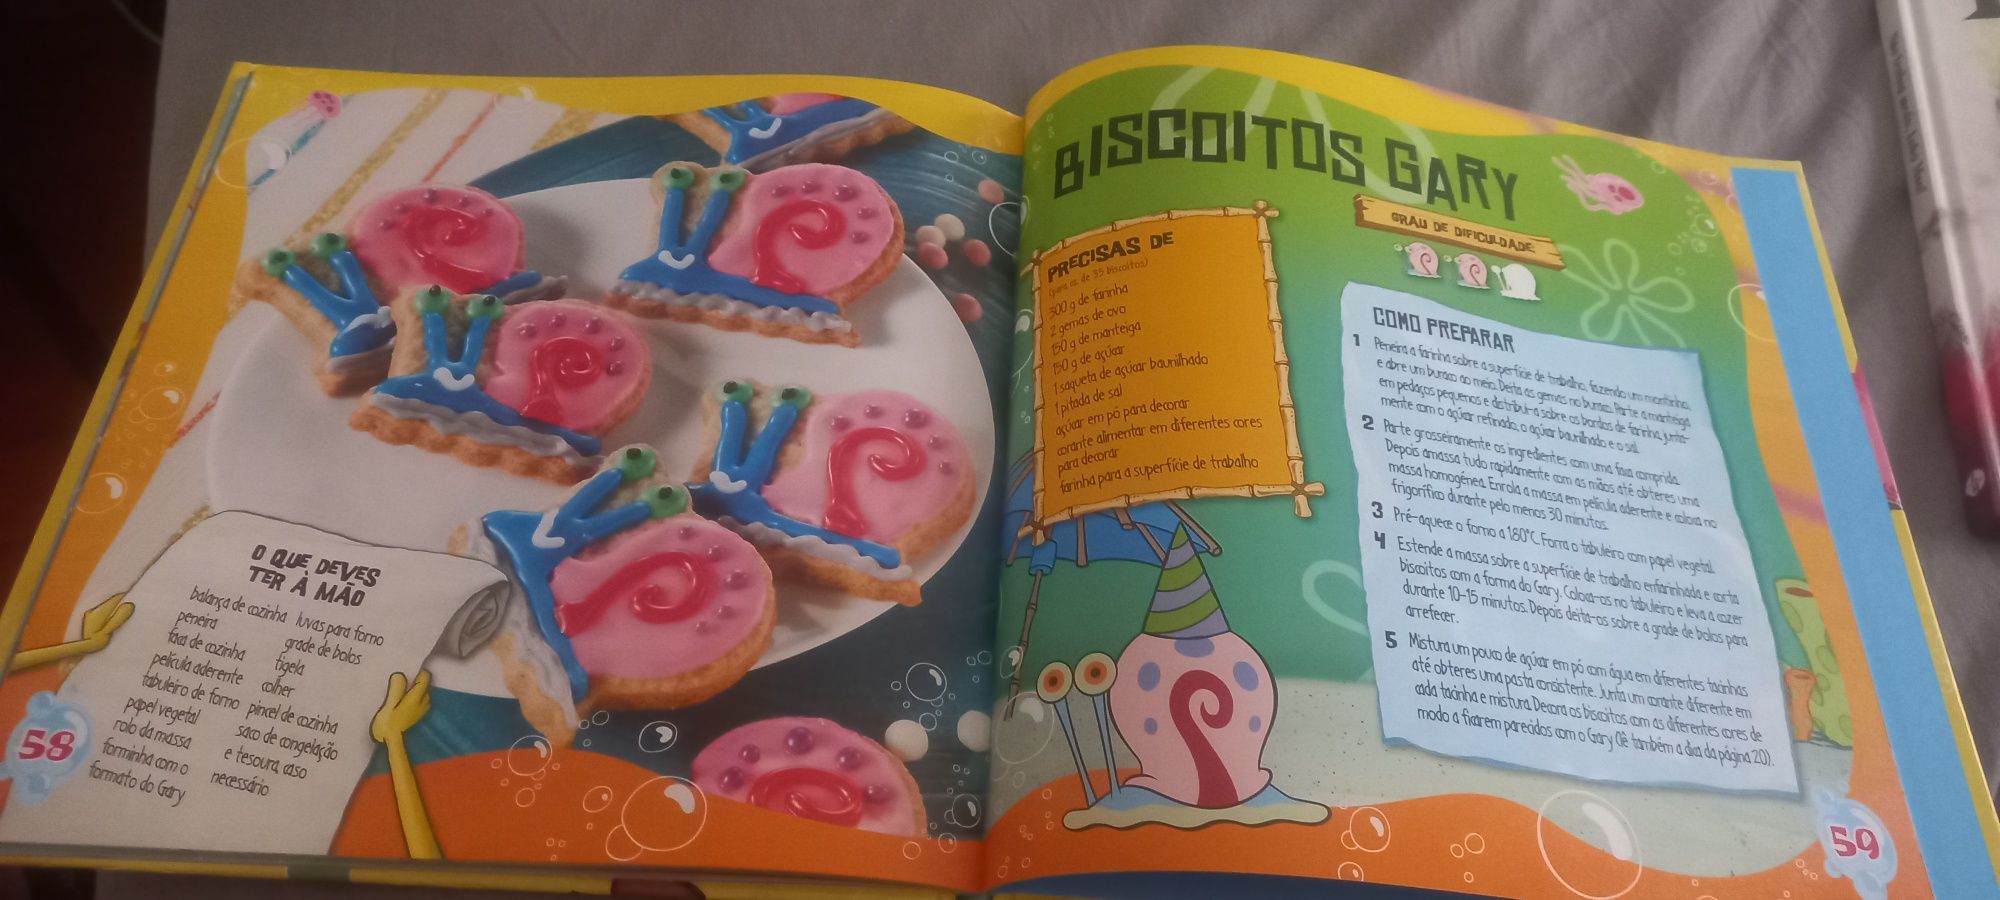 O QUE DEVES
TER À MÃO
balança de cozinha
peneira
faca de cozinha
película aderente
tabuleiro de forno
papel vegetal
rolo da massa
forminha com o
formato do Gary
luvas para forno
grade de bolos
tigela
colher
pincel de cozinha
saco de congelação
e tesoura, caso
necessário
58
BISCOITOS GARY
GRAU DE DIFICULDADE:
PRECISAS DE
(para ca. de 35 biscoitos)
300 g de farinha
2 gemas de ovo
150 g de manteiga
150 g de açúcar
1 saqueta de açúcar baunilhado
1 pitada de sal
açúcar em pó para decorar
corante alimentar em diferentes cores
para decorar
farinha para a superfície de trabalho
COMO PREPARAR
1 Peneira a farinha sobre a superfície de trabalho, fazendo um montinho,
e abre um buraco ao meio. Deita as gemas no buraco. Parte a manteiga
em pedaços pequenos e distribui-a sobre os bordos de farinha, junta-
mente com o açúcar refinado, o açúcar baunilhado e o sal.
2 Parte grosseiramente os ingredientes com uma faca comprida.
Depois amassa tudo rapidamente com as mãos até obteres uma
massa homogénea. Enrola a massa em película aderente e coloca no
frigorífico durante pelo menos 30 minutos.
3 Pré-aquece o forno a 180°C. Forra o tabuleiro com papel vegetal.
4 Estende a massa sobre a superfície de trabalho enfarinhada e corta
biscoitos com a forma do Gary. Coloca-os no tabuleiro e leva a cozer
durante 10-15 minutos. Depois deita-os sobre a grade de bolos para
arrefecer.
5 Mistura um pouco de açúcar em pó com água em diferentes tacinhas
até obteres uma pasta consistente. Junta um corante diferente em
cada tacinha e mistura. Decora os biscoitos com as diferentes cores de
modo a ficarem parecidos com o Gary (lê também a dica da página 20).
59